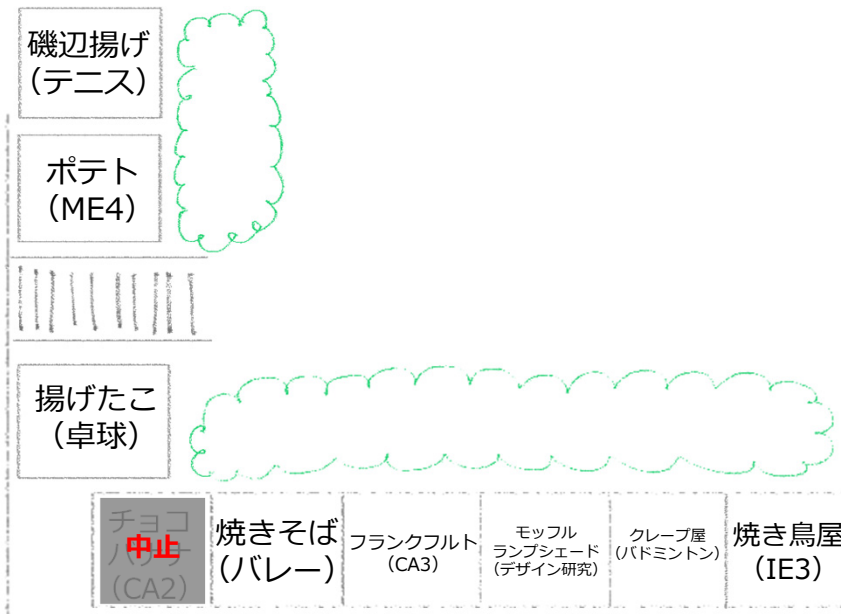 磯辺揚げ
(テニス)
ポテト
(ME4)
揚げたこ
(卓球)
チョコ
バナナ
(CA2)
中止
焼きそば
(バレー)
フランクフルト
(CA3)
モッフル
ランプシェード
(デザイン研究)
クレープ屋
(バドミントン)
焼き鳥屋
(IE3)